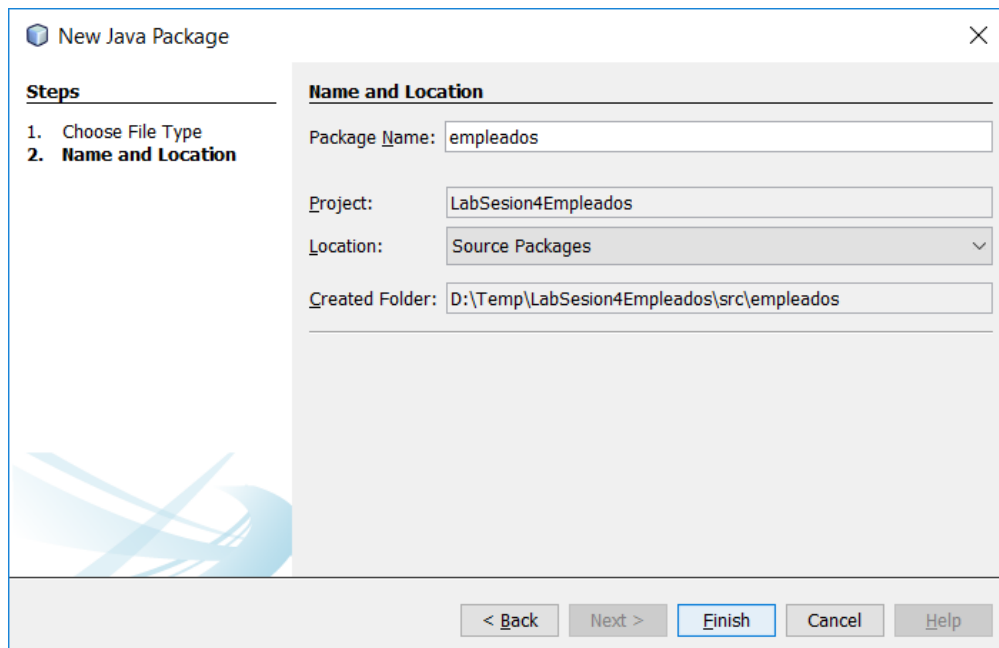 New Java Package
Steps
1. Choose File Type
2. Name and Location
Name and Location
Package Name: empleados
Project: LabSesion4Empleados
Location: Source Packages
Created Folder: D:\Temp\LabSesion4Empleados\src\empleados
< Back Next > Finish Cancel Help